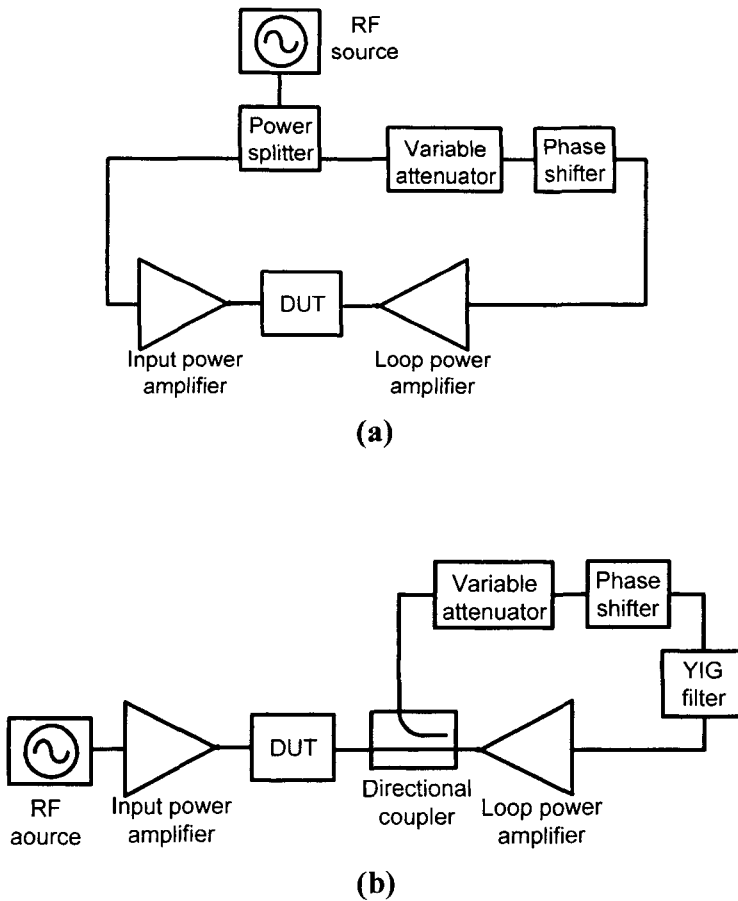 RF
source
Power
splitter
Variable
attenuator
Phase
shifter
DUT
Input power
amplifier
Loop power
amplifier
(a)
Variable
attenuator
Phase
shifter
YIG
filter
DUT
Directional
coupler
RF
aource
Input power
amplifier
Loop power
amplifier
(b)